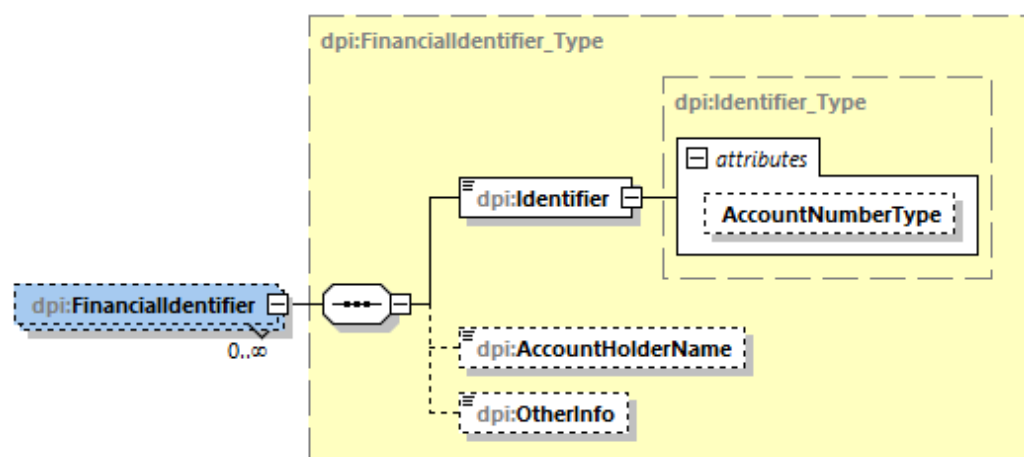 dpi:FinancialIdentifier_Type
dpi:Identifier_Type
attributes
dpi:Identifier
AccountNumberType
dpi:FinancialIdentifier
0..∞
dpi:AccountHolderName
dpi:OtherInfo